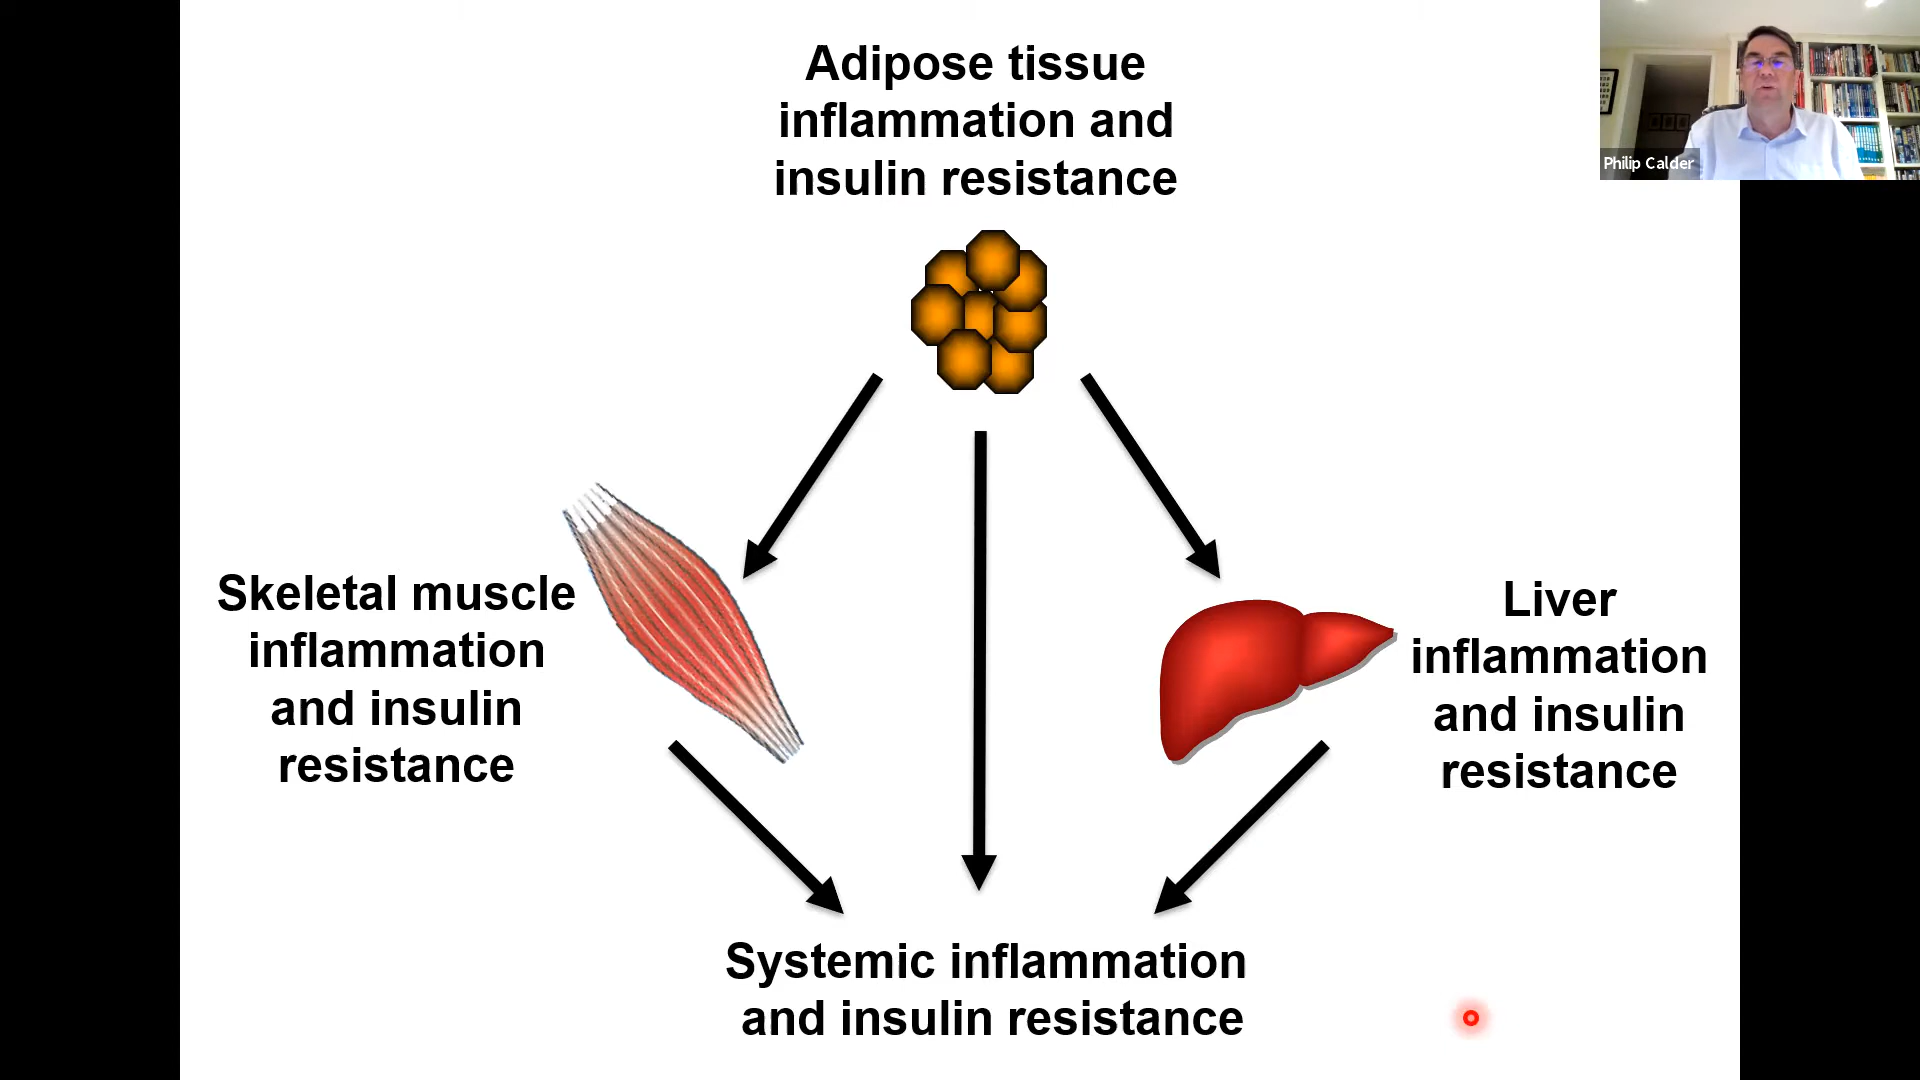 Adipose tissue
inflammation and
insulin resistance
Philip Calder
Skeletal muscle
inflammation
and insulin
resistance
Liver
inflammation
and insulin
resistance
Systemic inflammation
and insulin resistance